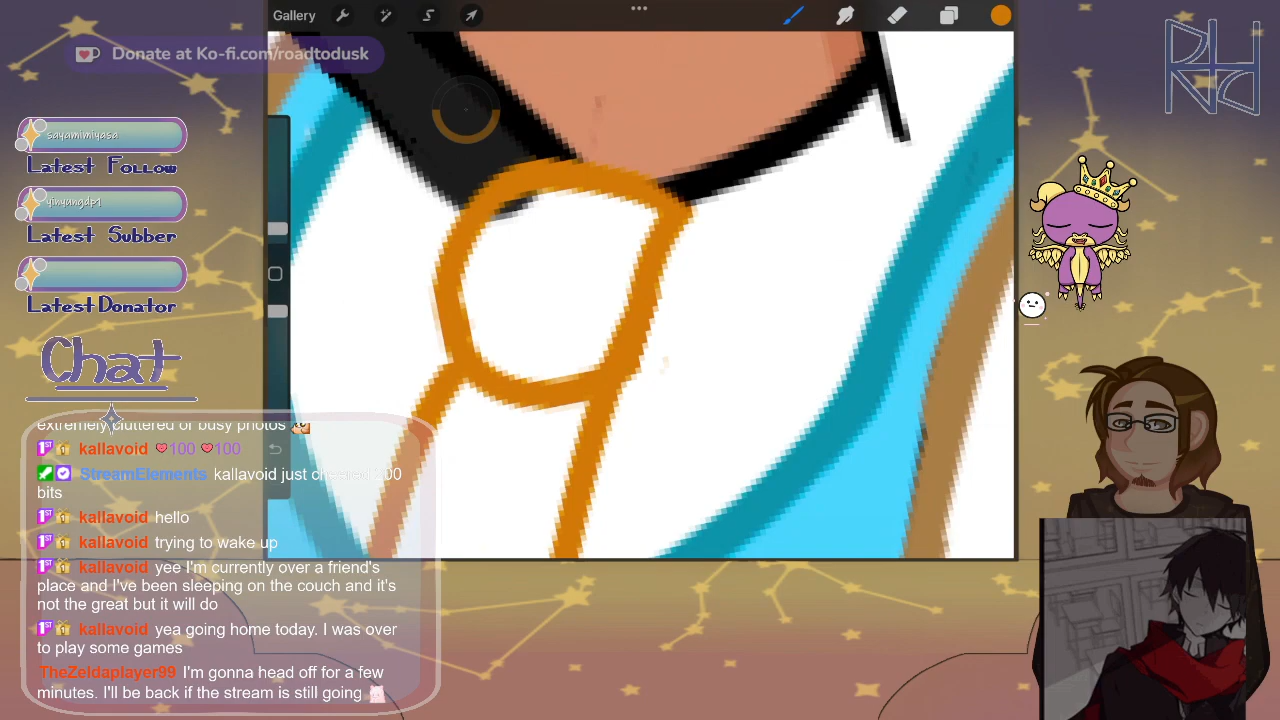 Gallery
Donate at Ko-fi.com/roadtodusk
RtD
sayamimiyasa
Latest Follow
yinyangdp1
Latest Subber
Latest Donator
Chat
extremely cluttered or busy photos
kallavoid 100 100
StreamElements kallavoid just cheered 100
bits
kallavoid hello
kallavoid trying to wake up
kallavoid yee I'm currently over a friend's
place and I've been sleeping on the couch and it's
not the great but it will do
kallavoid yea going home today. I was over
to play some games
TheZeldaplayer99 I'm gonna head off for a few
minutes. I'll be back if the stream is still going